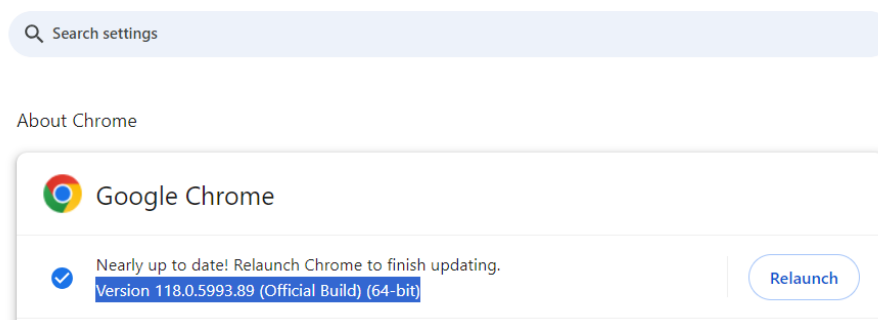 Search settings
About Chrome
Google Chrome
Nearly up to date! Relaunch Chrome to finish updating.
Version 118.0.5993.89 (Official Build) (64-bit)
Relaunch